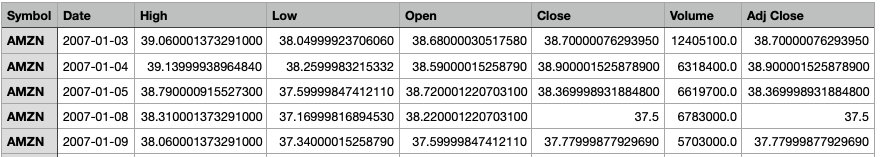 Symbol Date High Low Open Close Volume Adj Close
AMZN 2007-01-03 39.060001373291000 38.04999923706060 38.68000030517580 38.70000076293950 12405100.0 38.70000076293950
AMZN 2007-01-04 39.13999938964840 38.2599983215332 38.59000015258790 38.900001525878900 6318400.0 38.900001525878900
AMZN 2007-01-05 38.790000915527300 37.59999847412110 38.720001220703100 38.369998931884800 6619700.0 38.369998931884800
AMZN 2007-01-08 38.310001373291000 37.16999816894530 38.220001220703100 37.5 6783000.0 37.5
AMZN 2007-01-09 38.060001373291000 37.34000015258790 37.59999847412110 37.77999877929690 5703000.0 37.77999877929690